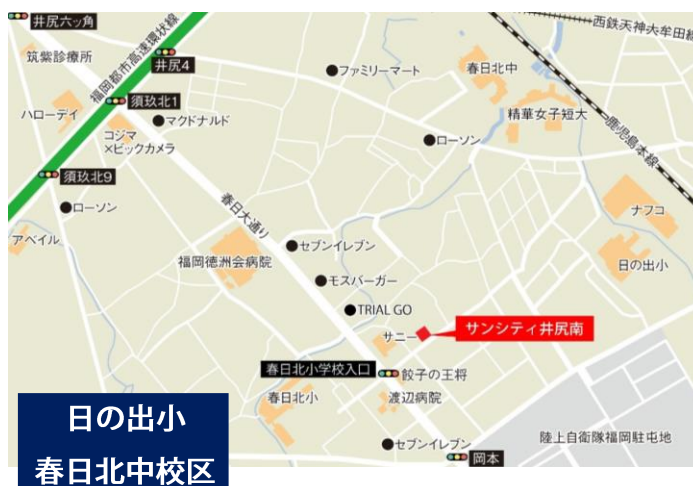 井尻六ッ角
西鉄天神大牟田線
筑紫診療所
福岡都市高速環状線
井尻4
ファミリーマート
春日北中
須玖北1
ハローデイ
マクドナルド
精華女子短大
鹿児島本線
コジマ
×ビックカメラ
ローソン
須玖北9
ローソン
春日大通り
ナフコ
アベイル
セブンイレブン
福岡徳洲会病院
日の出小
モスバーガー
TRIAL GO
サニー
サンシティ井尻南
春日北小学校入口
餃子の王将
春日北小
渡辺病院
セブンイレブン
陸上自衛隊福岡駐屯地
岡本
日の出小
春日北中校区